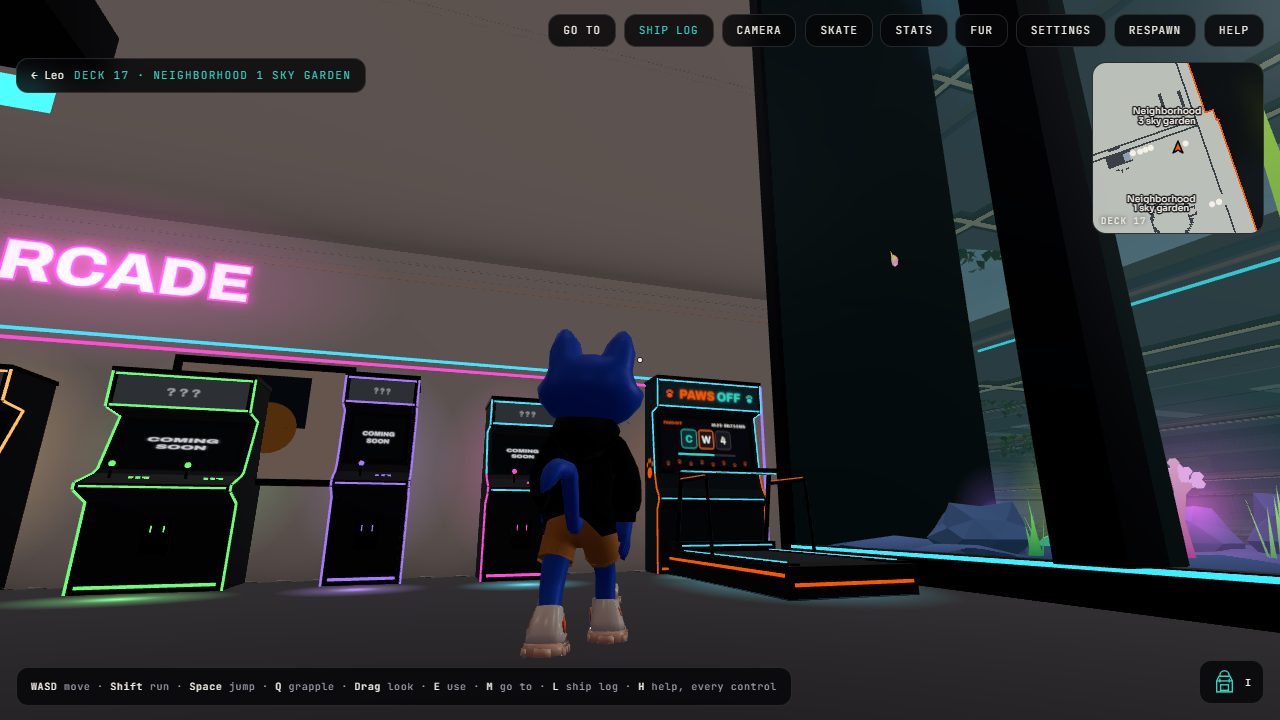 GO TO
SHIP LOG
CAMERA
SKATE
STATS
FUR
SETTINGS
RESPAWN
HELP
← Leo DECK 17 · NEIGHBORHOOD 1 SKY GARDEN
Neighborhood
3 sky garden
Neighborhood
1 sky garden
DECK 17
RCADE
???
COMING
SOON
???
COMING
SOON
???
COMING
SOON
PAWS OFF
C W 4
WASD move · Shift run · Space jump · Q grapple · Drag look · E use · M go to · L ship log · H help, every control
I